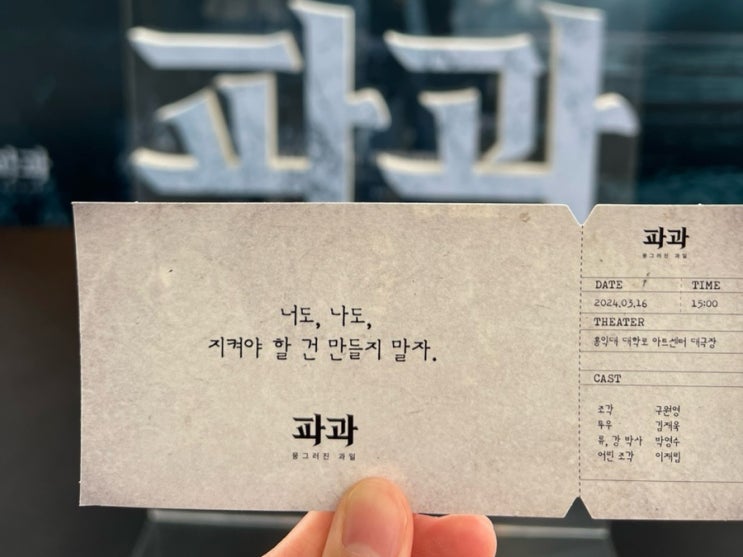 파과
파과
너도, 나도,
지켜야 할 건 만들지 말자.
파과
뭉그러진 과일
파과
뭉그러진 과일
DATE TIME
2024.03.16 15:00
THEATER
홍익대 대학로 아트센터 대극장
CAST
조각 구원영
투우 김재욱
류, 강 박사 박영수
어린 조각 이재림